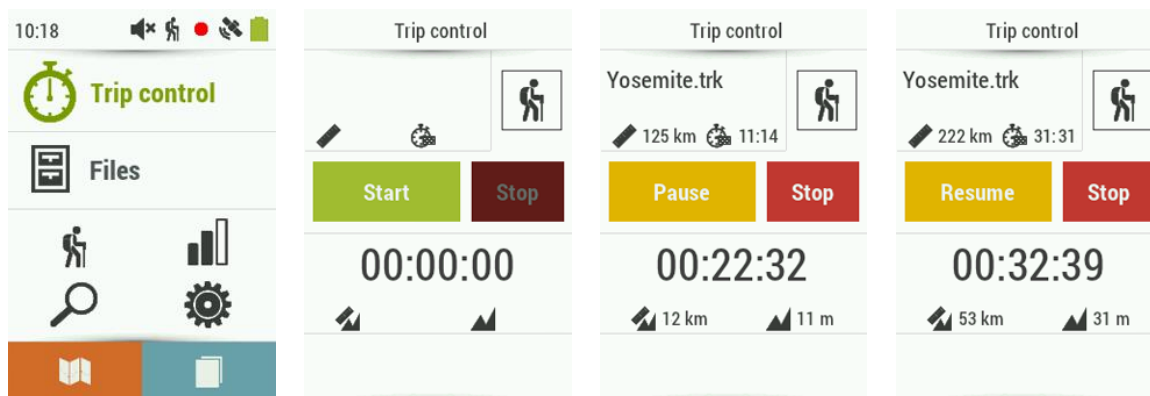 10:18
Trip control
Files
Trip control
Start Stop
00:00:00
Trip control
Yosemite.trk
125 km 11:14
Pause Stop
00:22:32
12 km 11 m
Trip control
Yosemite.trk
222 km 31:31
Resume Stop
00:32:39
53 km 31 m